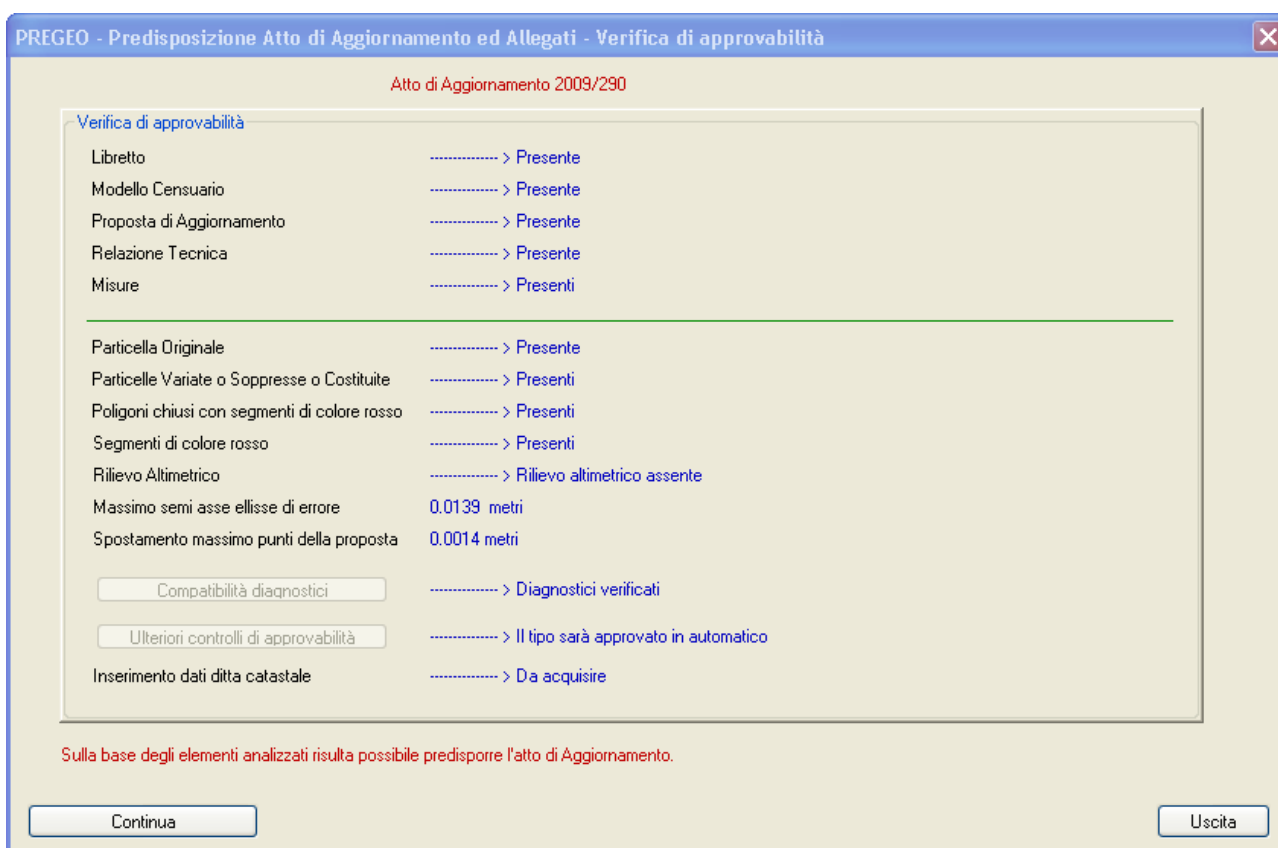 PREGEO - Predisposizione Atto di Aggiornamento ed Allegati - Verifica di approvabilità
Atto di Aggiornamento 2009/290
Verifica di approvabilità
Libretto -------------- > Presente
Modello Censuario -------------- > Presente
Proposta di Aggiornamento -------------- > Presente
Relazione Tecnica -------------- > Presente
Misure -------------- > Presenti
Particella Originale -------------- > Presente
Particelle Variate o Soppresse o Costituite -------------- > Presenti
Poligoni chiusi con segmenti di colore rosso -------------- > Presenti
Segmenti di colore rosso -------------- > Presenti
Rilievo Altimetrico -------------- > Rilievo altimetrico assente
Massimo semi asse ellisse di errore 0.0139 metri
Spostamento massimo punti della proposta 0.0014 metri
Compatibilità diagnostici -------------- > Diagnostici verificati
Ulteriori controlli di approvabilità -------------- > Il tipo sarà approvato in automatico
Inserimento dati ditta catastale -------------- > Da acquisire
Sulla base degli elementi analizzati risulta possibile predisporre l'atto di Aggiornamento.
Continua Uscita